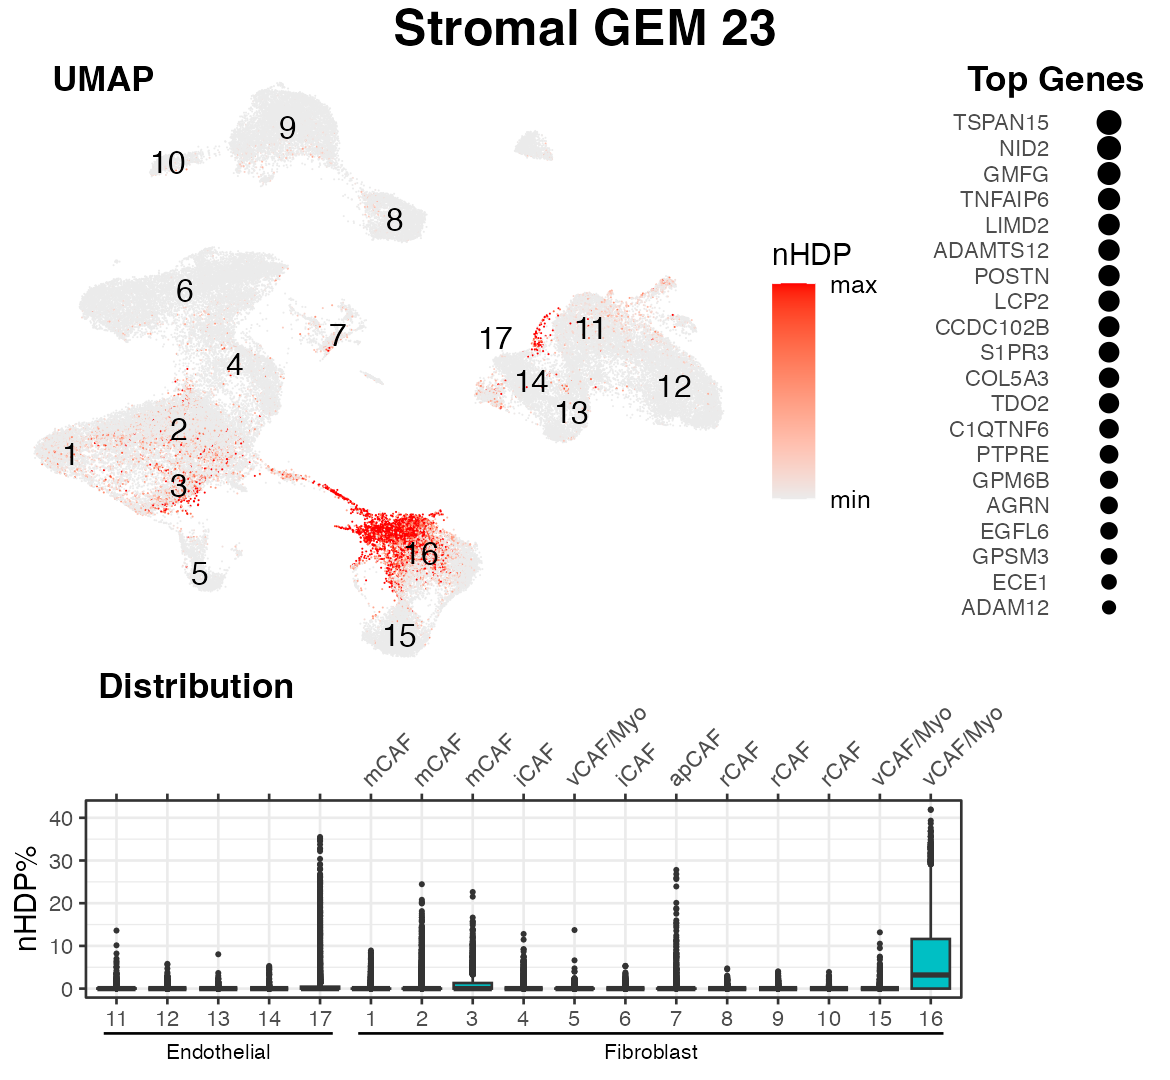 Stromal GEM 23
UMAP
9
10
8
6
7
4
2
1
3
5
16
15
17
11
14
12
13
nHDP
max
min
Top Genes
TSPAN15
NID2
GMFG
TNFAIP6
LIMD2
ADAMTS12
POSTN
LCP2
CCDC102B
S1PR3
COL5A3
TDO2
C1QTNF6
PTPRE
GPM6B
AGRN
EGFL6
GPSM3
ECE1
ADAM12
Distribution
mCAF mCAF mCAF iCAF vCAF/Myo iCAF apCAF rCAF rCAF rCAF vCAF/Myo vCAF/Myo
nHDP%
40
30
20
10
0
11 12 13 14 17 1 2 3 4 5 6 7 8 9 10 15 16
Endothelial Fibroblast